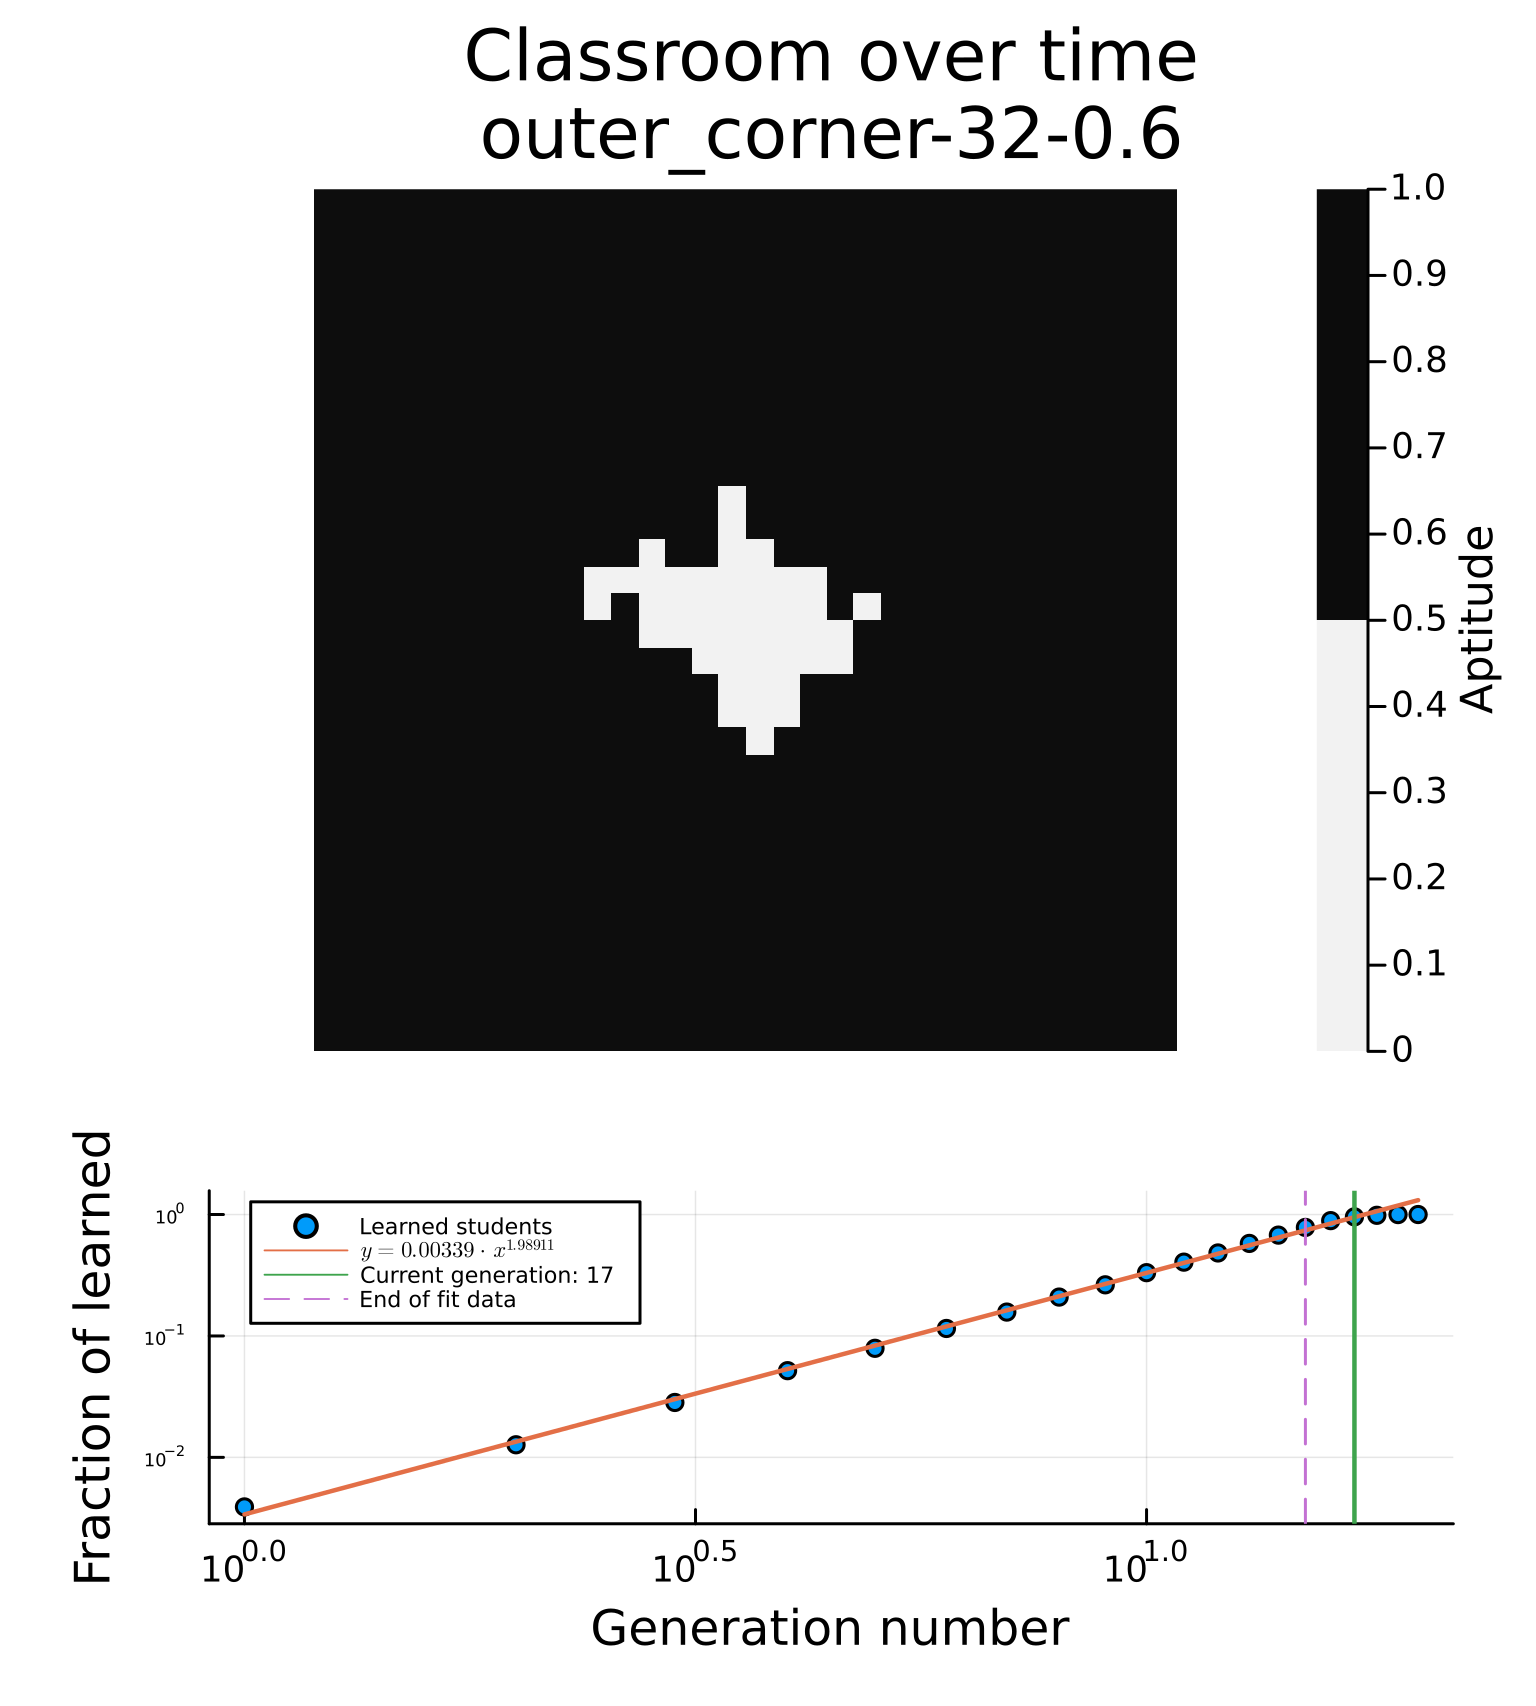 Classroom over time
outer_corner-32-0.6
1.0
0.9
0.8
0.7
0.6
0.5
0.4
0.3
0.2
0.1
0
Aptitude
Fraction of learned
10^0
10^-1
10^-2
Learned students
y = 0.00339 · x^1.98911
Current generation: 17
End of fit data
10^0.0 10^0.5 10^1.0
Generation number